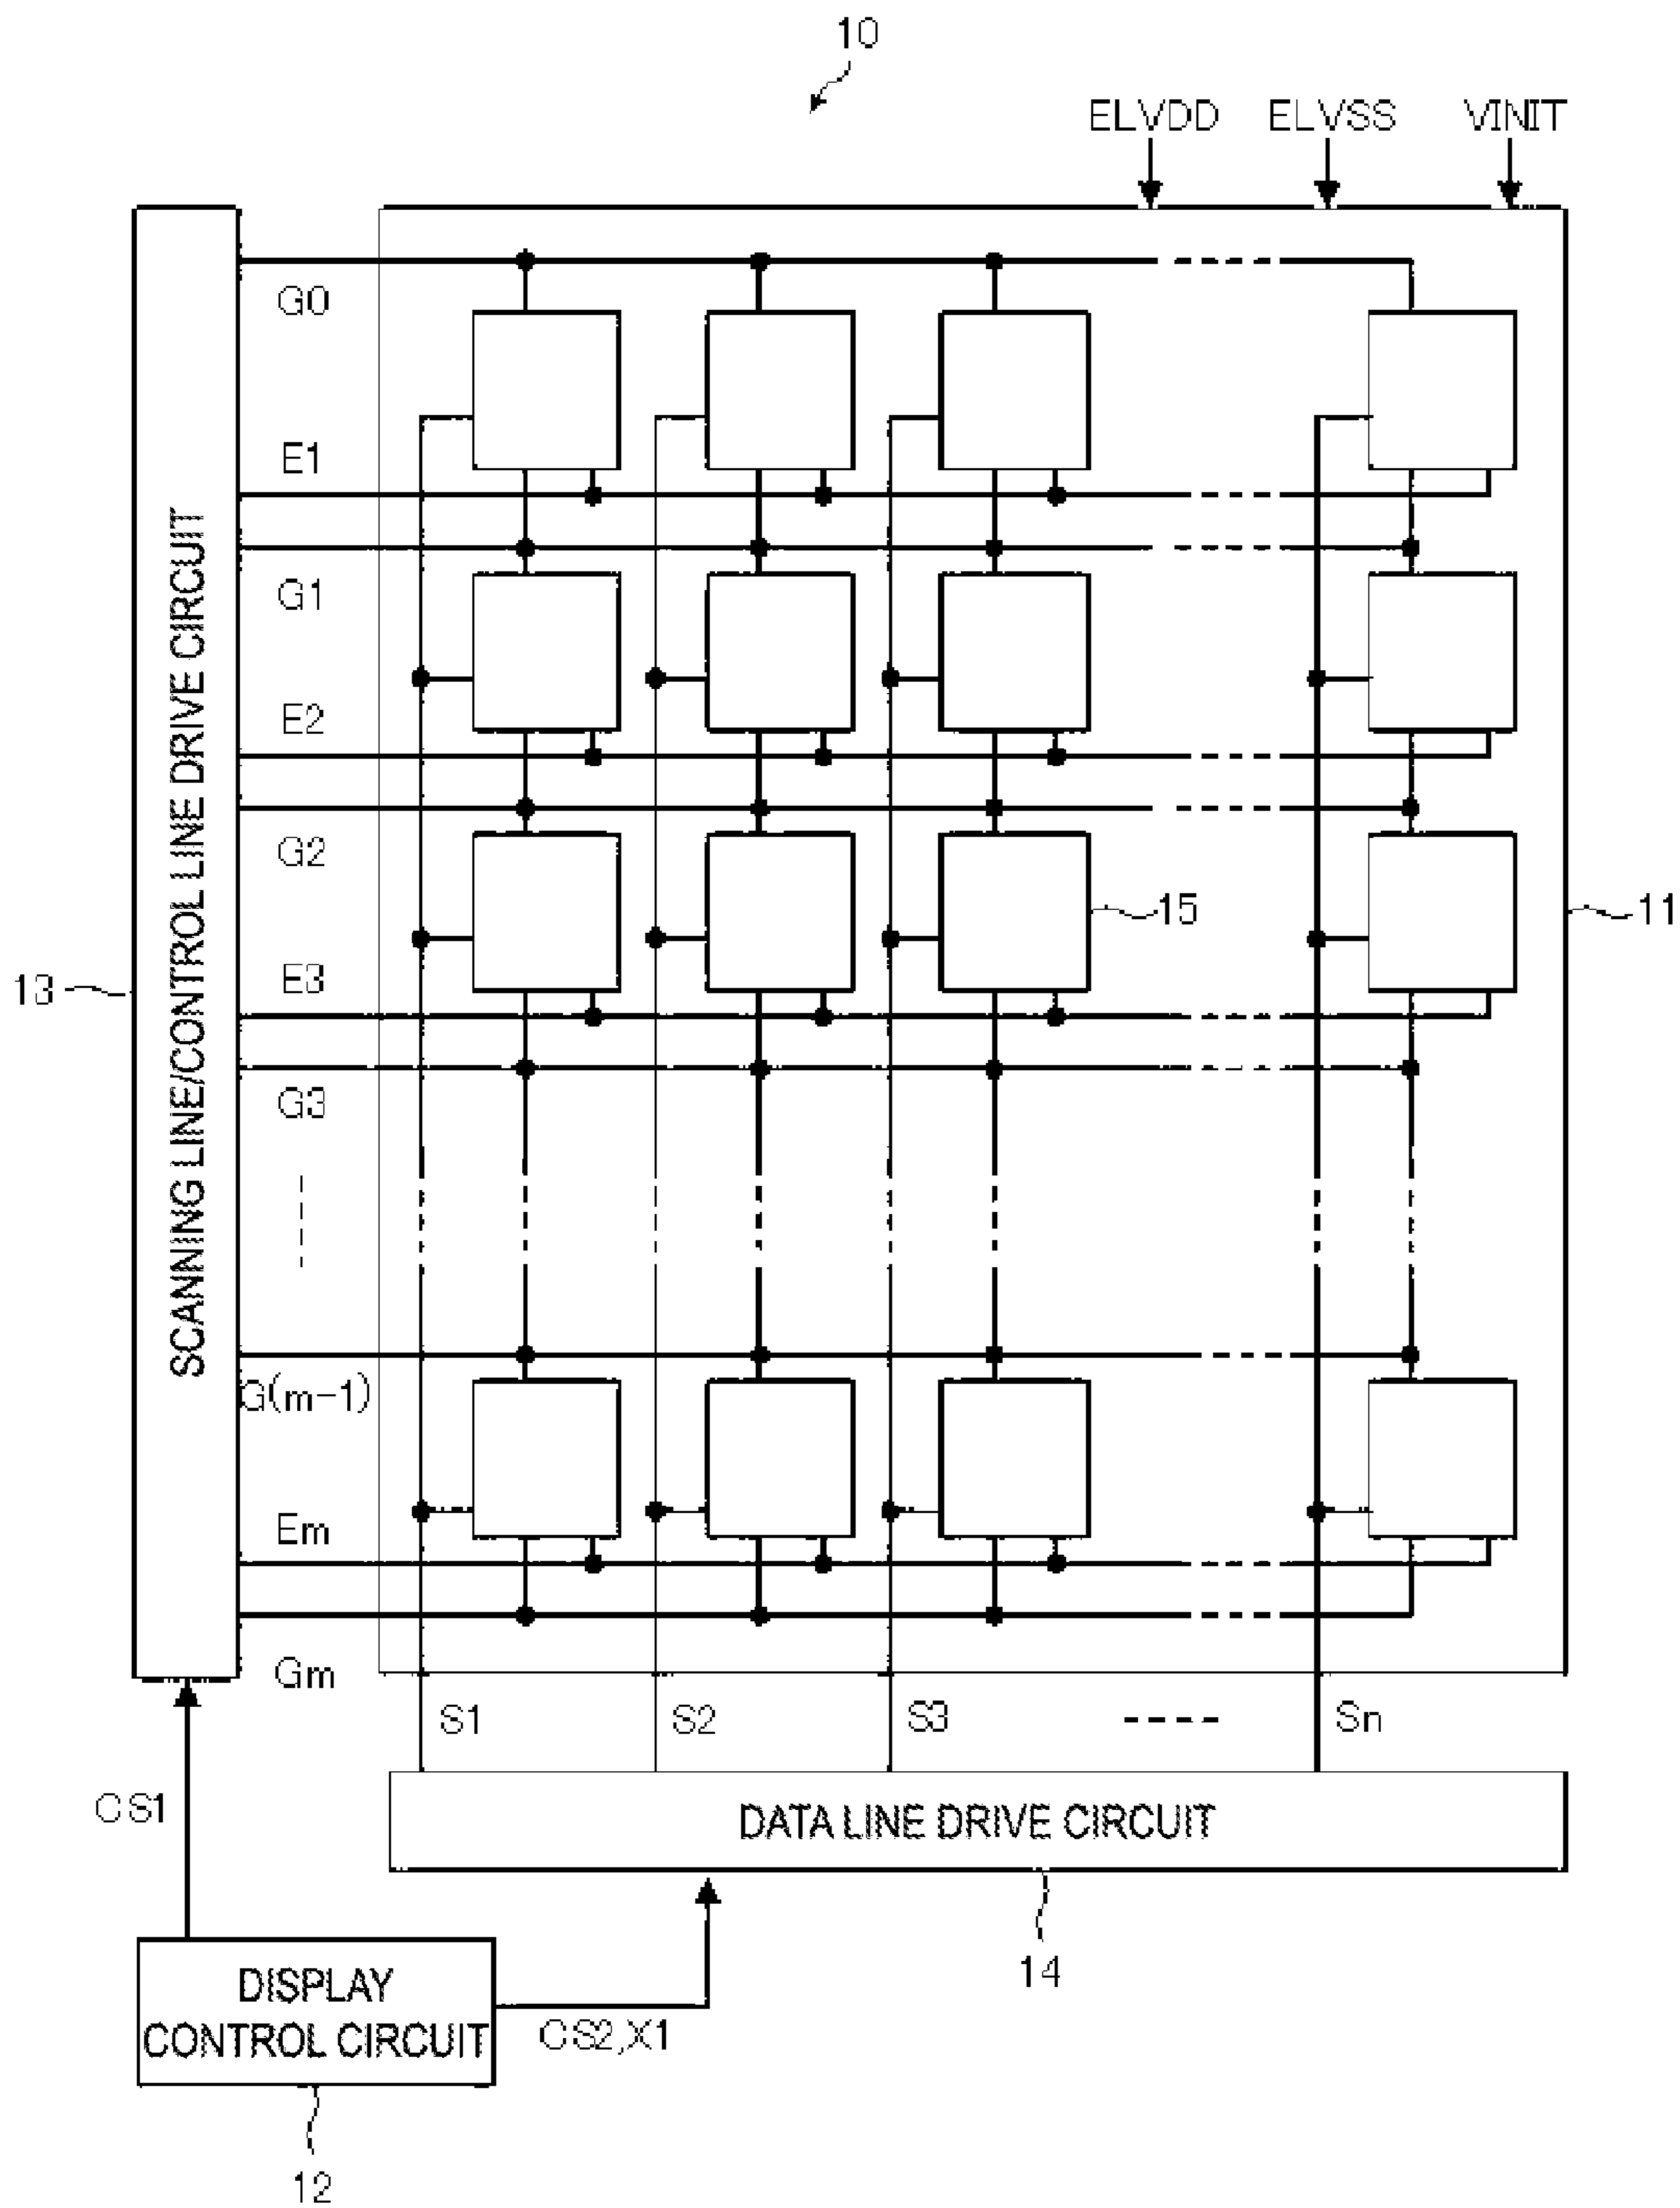 10
ELVDD ELVSS VINIT
G0
E1
G1
E2
G2
15
11
E3
13
G3
SCANNING LINE/CONTROL LINE DRIVE CIRCUIT
G(m-1)
Em
Gm
S1 S2 S3 Sn
CS1
DATA LINE DRIVE CIRCUIT
14
DISPLAY
CONTROL CIRCUIT
CS2,X1
12